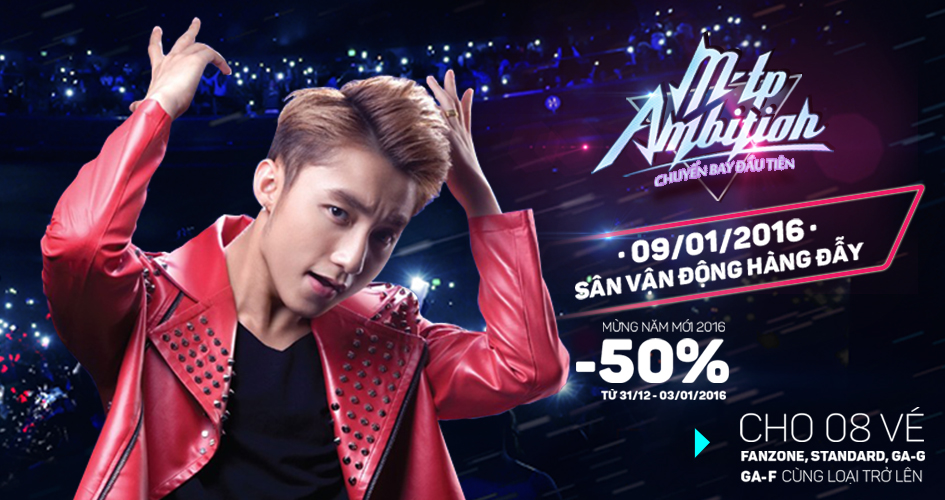 M-tp
Ambition
CHUYẾN BAY ĐẦU TIÊN
· 09/01/2016 ·
SÂN VẬN ĐỘNG HÀNG ĐẪY
MỪNG NĂM MỚI 2016
-50%
TỪ 31/12 - 03/01/2016
CHO 08 VÉ
FANZONE, STANDARD, GA-G
GA-F CÙNG LOẠI TRỞ LÊN